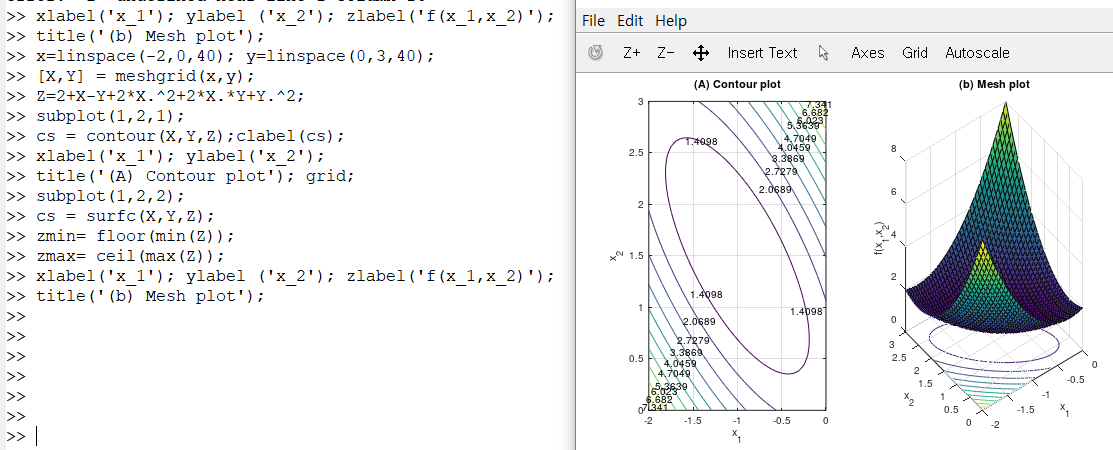 >> xlabel('x_1'); ylabel ('x_2'); zlabel('f(x_1,x_2)');
>> title('(b) Mesh plot');
>> x=linspace(-2,0,40); y=linspace(0,3,40);
>> [X,Y] = meshgrid(x,y);
>> Z=2+X-Y+2*X.^2+2*X.*Y+Y.^2;
>> subplot(1,2,1);
>> cs = contour(X,Y,Z);clabel(cs);
>> xlabel('x_1'); ylabel('x_2');
>> title('(A) Contour plot'); grid;
>> subplot(1,2,2);
>> cs = surfc(X,Y,Z);
>> zmin= floor(min(Z));
>> zmax= ceil(max(Z));
>> xlabel('x_1'); ylabel ('x_2'); zlabel('f(x_1,x_2)');
>> title('(b) Mesh plot');
>>
>>
>>
>>
>>
>>
>>
File Edit Help
Z+ Z- Insert Text Axes Grid Autoscale
(A) Contour plot
3
2.5
2
1.5
1
0.5
0
x_2
-2 -1.5 -1 -0.5 0
x_1
7.341
6.682
6.023
5.3639
4.7049
4.0459
3.3869
2.7279
2.0689
1.4098
1.4098
1.4098
2.0689
2.7279
3.3869
4.0459
4.7049
5.3639
6.023
6.682
7.341
(b) Mesh plot
8
6
4
2
0
f(x_1,x_2)
3
2.5
2
1.5
1
0.5
0
x_2
-2
-1.5
-1
-0.5
0
x_1